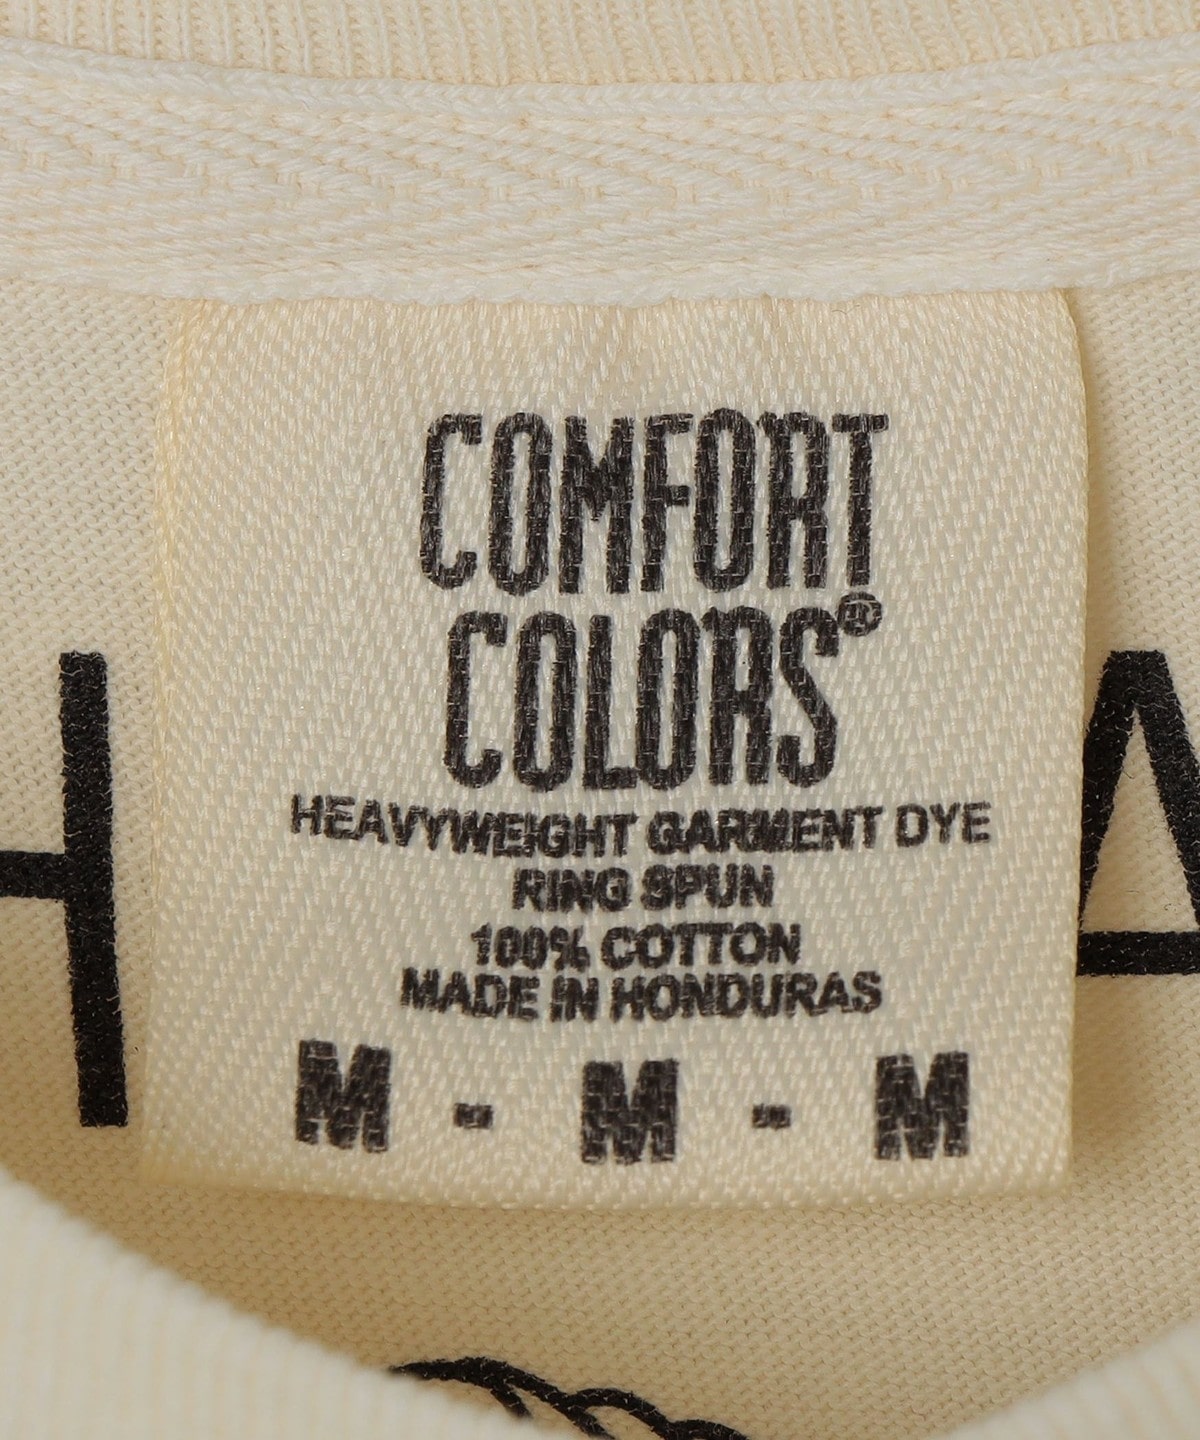 COMFORT
COLORS®
HEAVYWEIGHT GARMENT DYE
RING SPUN
100% COTTON
MADE IN HONDURAS
M - M - M
H
A